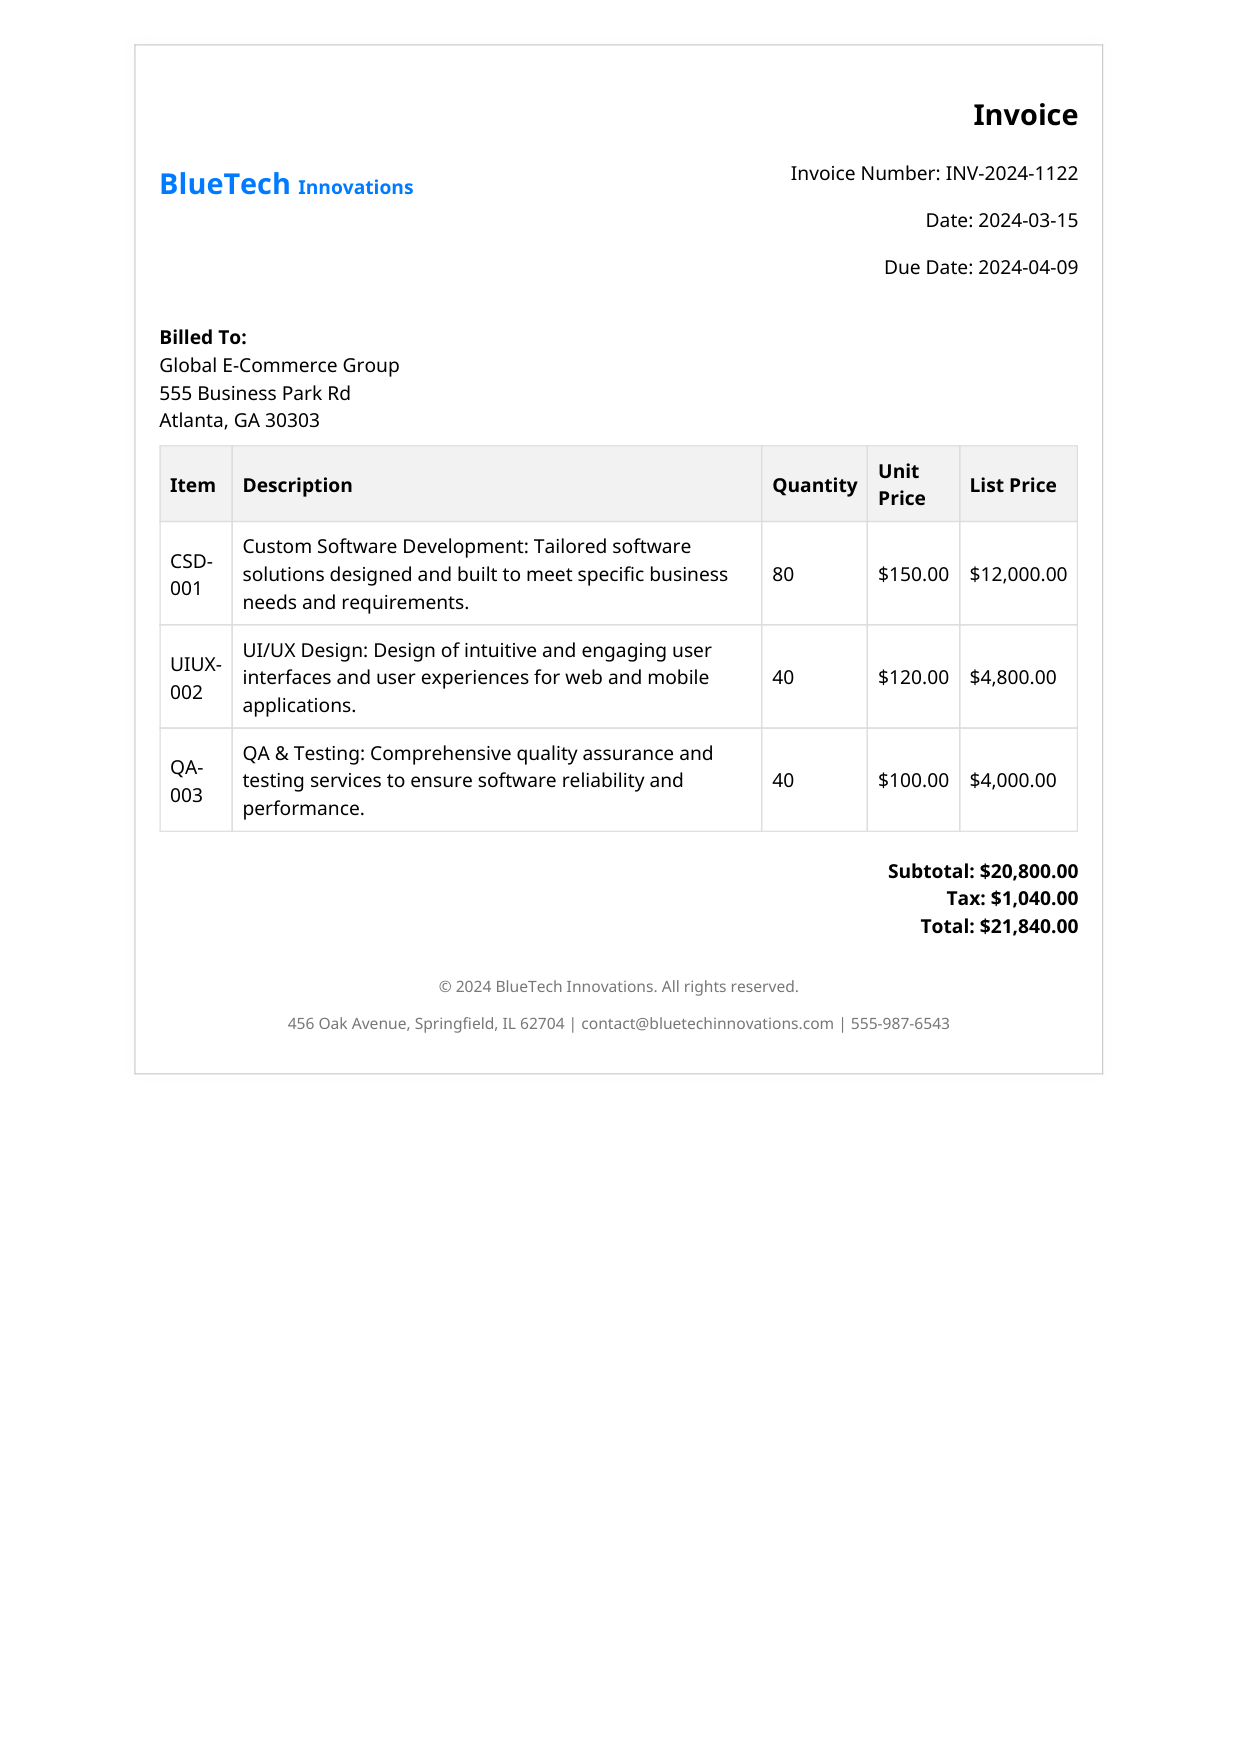 Invoice
BlueTech Innovations
Invoice Number: INV-2024-1122
Date: 2024-03-15
Due Date: 2024-04-09
Billed To:
Global E-Commerce Group
555 Business Park Rd
Atlanta, GA 30303
Item Description Quantity Unit Price List Price
CSD-001 Custom Software Development: Tailored software
solutions designed and built to meet specific business
needs and requirements. 80 $150.00 $12,000.00
UIUX-002 UI/UX Design: Design of intuitive and engaging user
interfaces and user experiences for web and mobile
applications. 40 $120.00 $4,800.00
QA-003 QA & Testing: Comprehensive quality assurance and
testing services to ensure software reliability and
performance. 40 $100.00 $4,000.00
Subtotal: $20,800.00
Tax: $1,040.00
Total: $21,840.00
© 2024 BlueTech Innovations. All rights reserved.
456 Oak Avenue, Springfield, IL 62704 | contact@bluetechinnovations.com | 555-987-6543